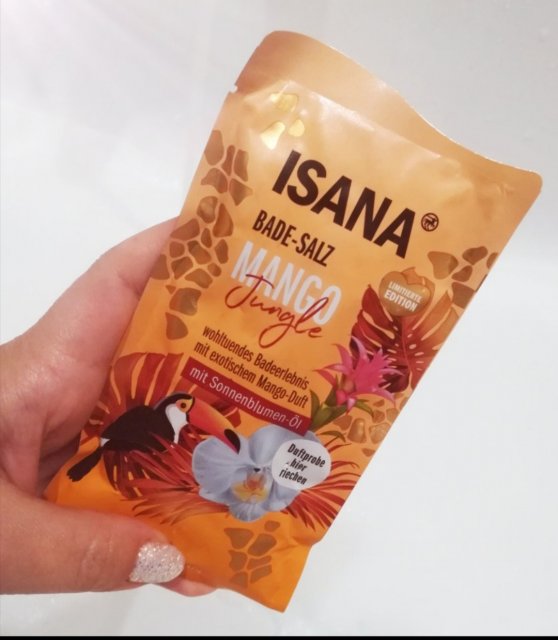 ISANA
BADE-SALZ
MANGO
Jungle
LIMITIERTE
EDITION
wohltuendes Badeerlebnis
mit exotischem Mango-Duft
mit Sonnenblumen-Öl
Duftprobe
hier
riechen